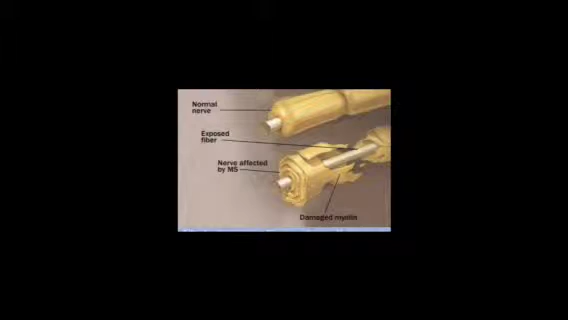 Normal
nerve
Exposed
fiber
Nerve affected
by MS
Damaged myelin